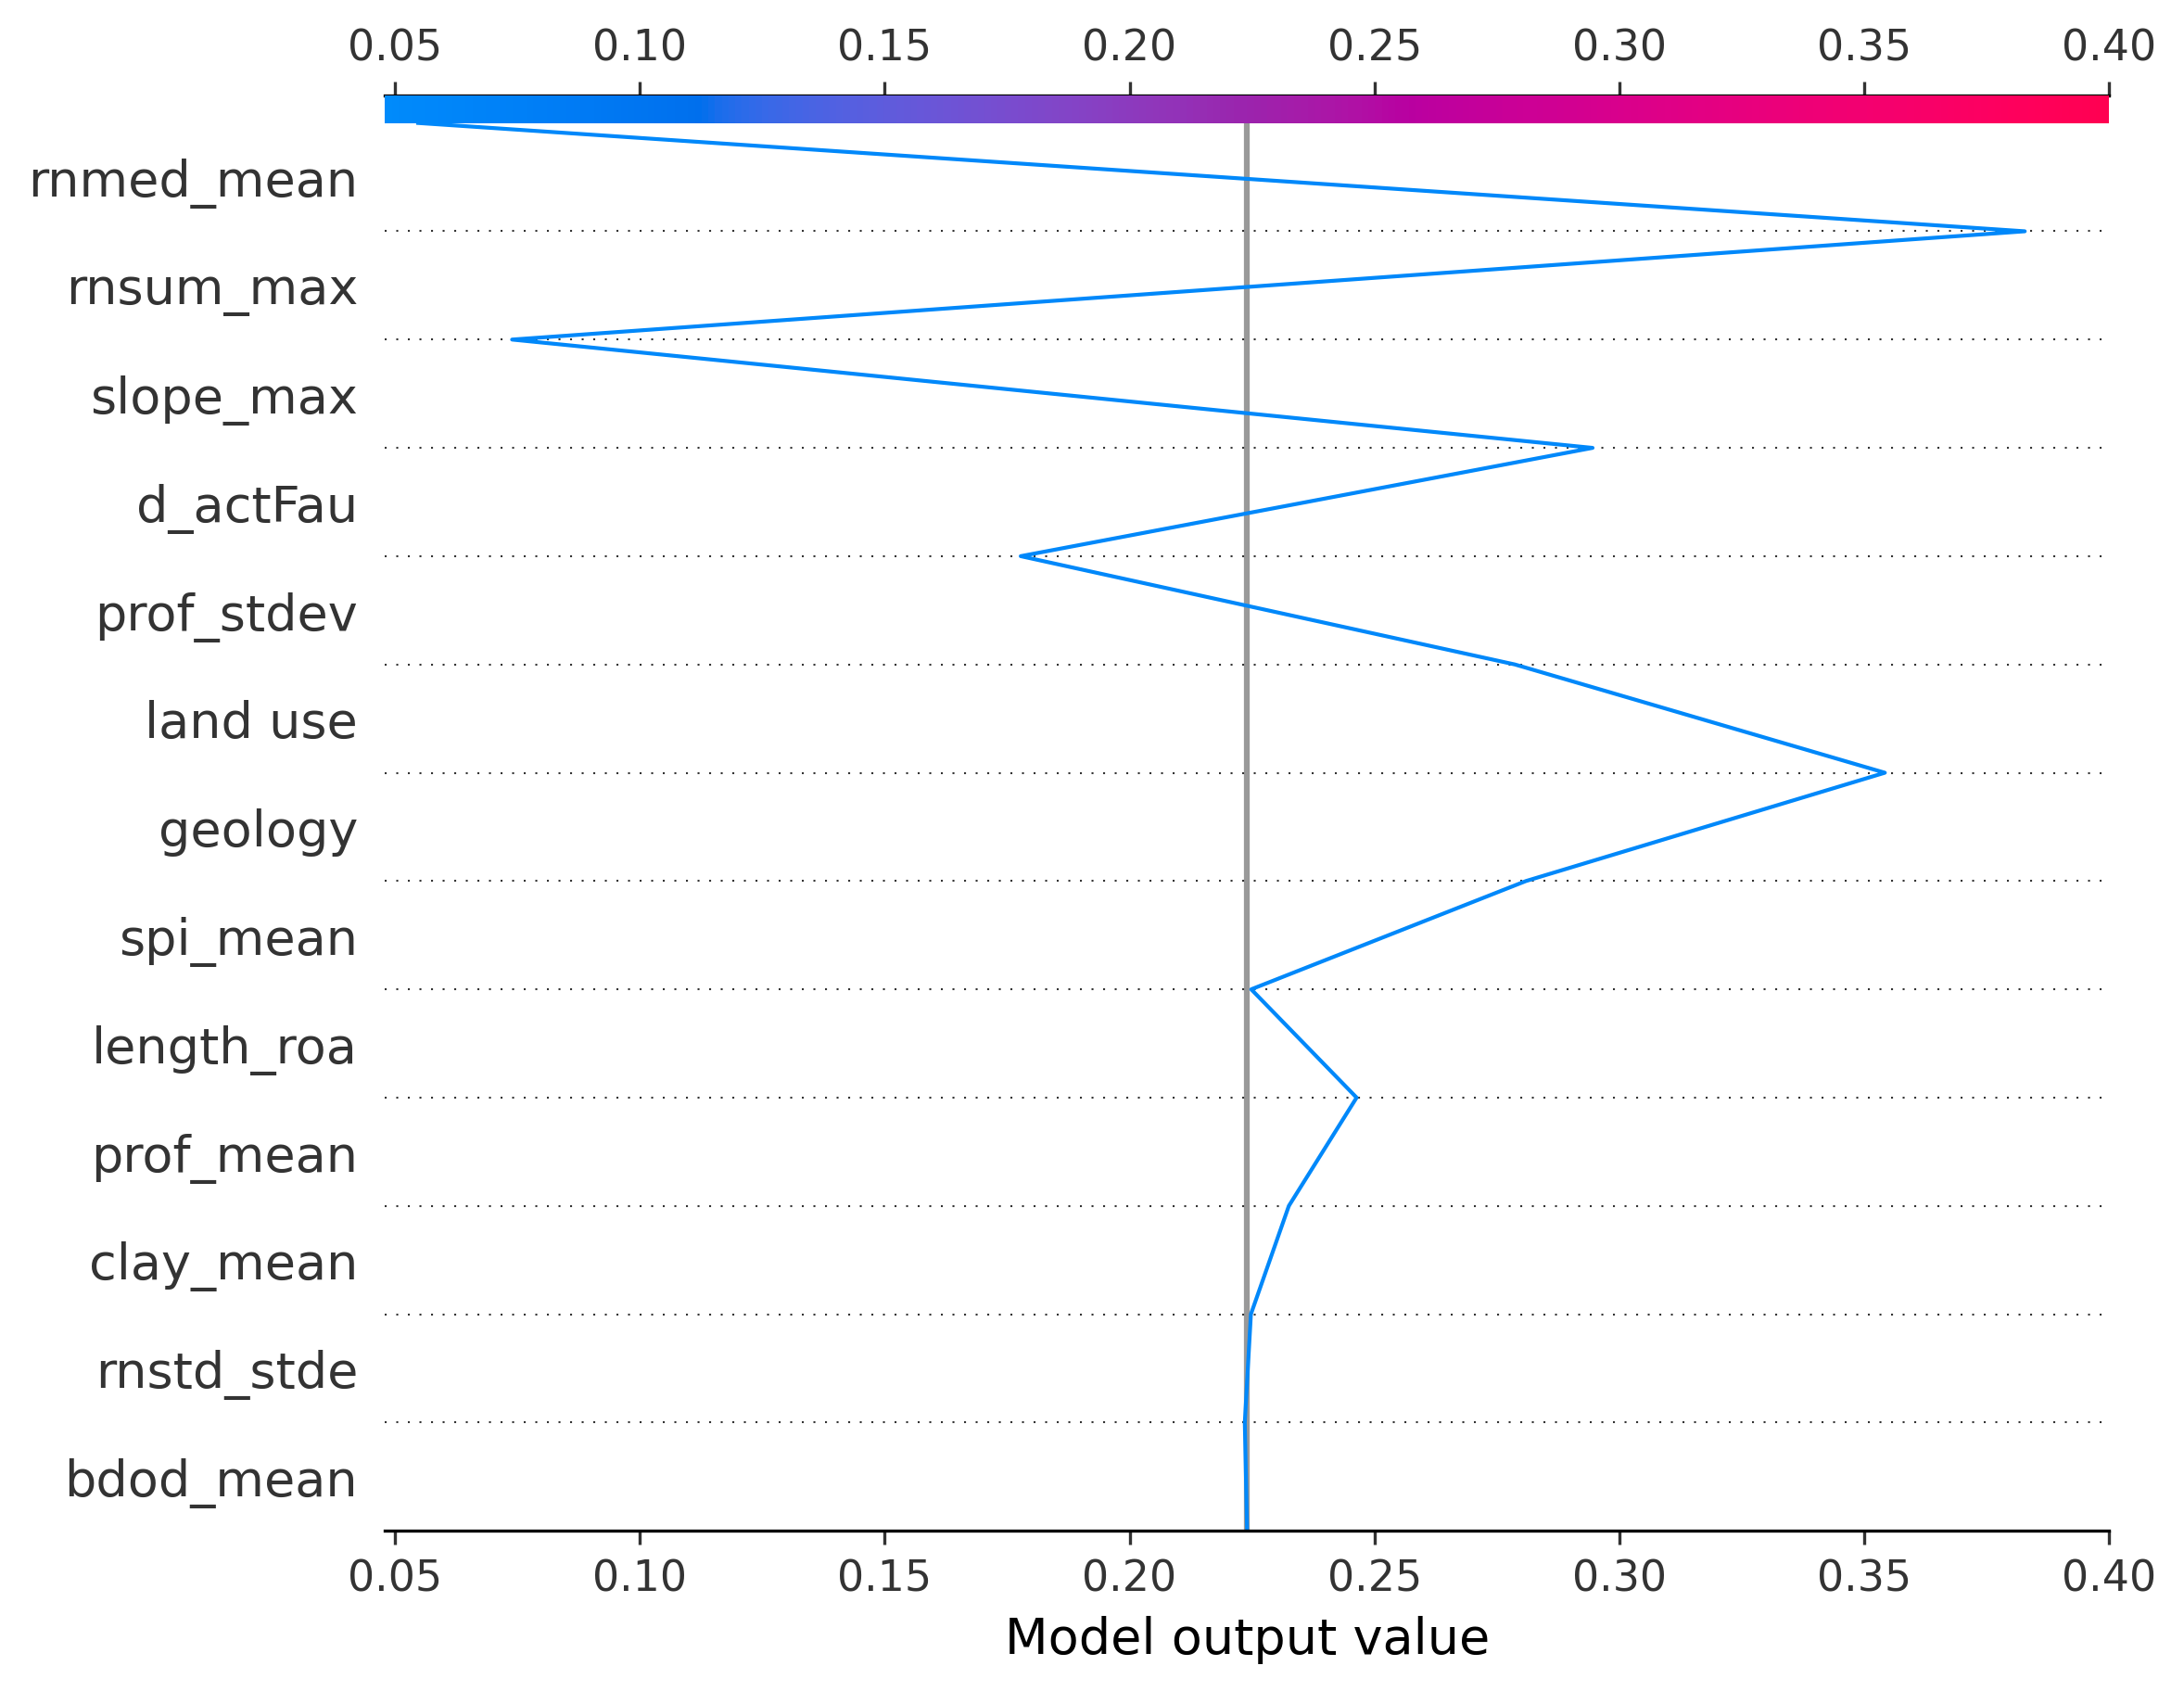 0.05 0.10 0.15 0.20 0.25 0.30 0.35 0.40
rnmed_mean
rnsum_max
slope_max
d_actFau
prof_stdev
land use
geology
spi_mean
length_roa
prof_mean
clay_mean
rnstd_stde
bdod_mean
0.05 0.10 0.15 0.20 0.25 0.30 0.35 0.40
Model output value